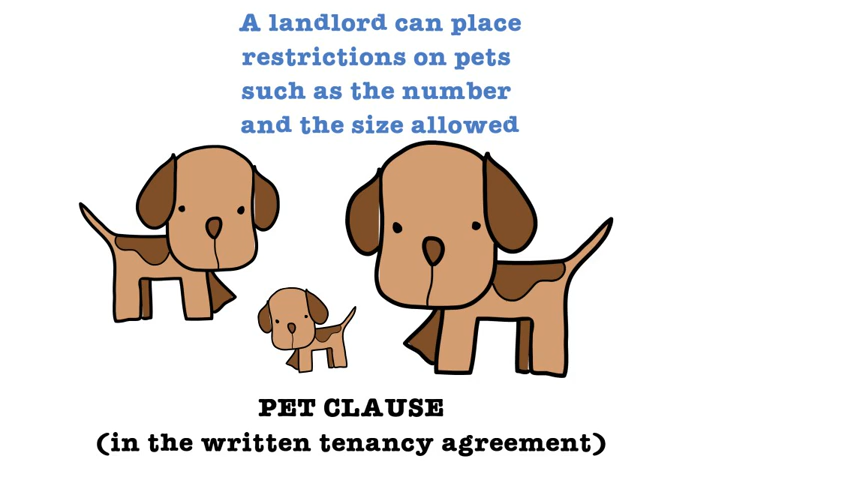 A landlord can place
restrictions on pets
such as the number
and the size allowed
PET CLAUSE
(in the written tenancy agreement)